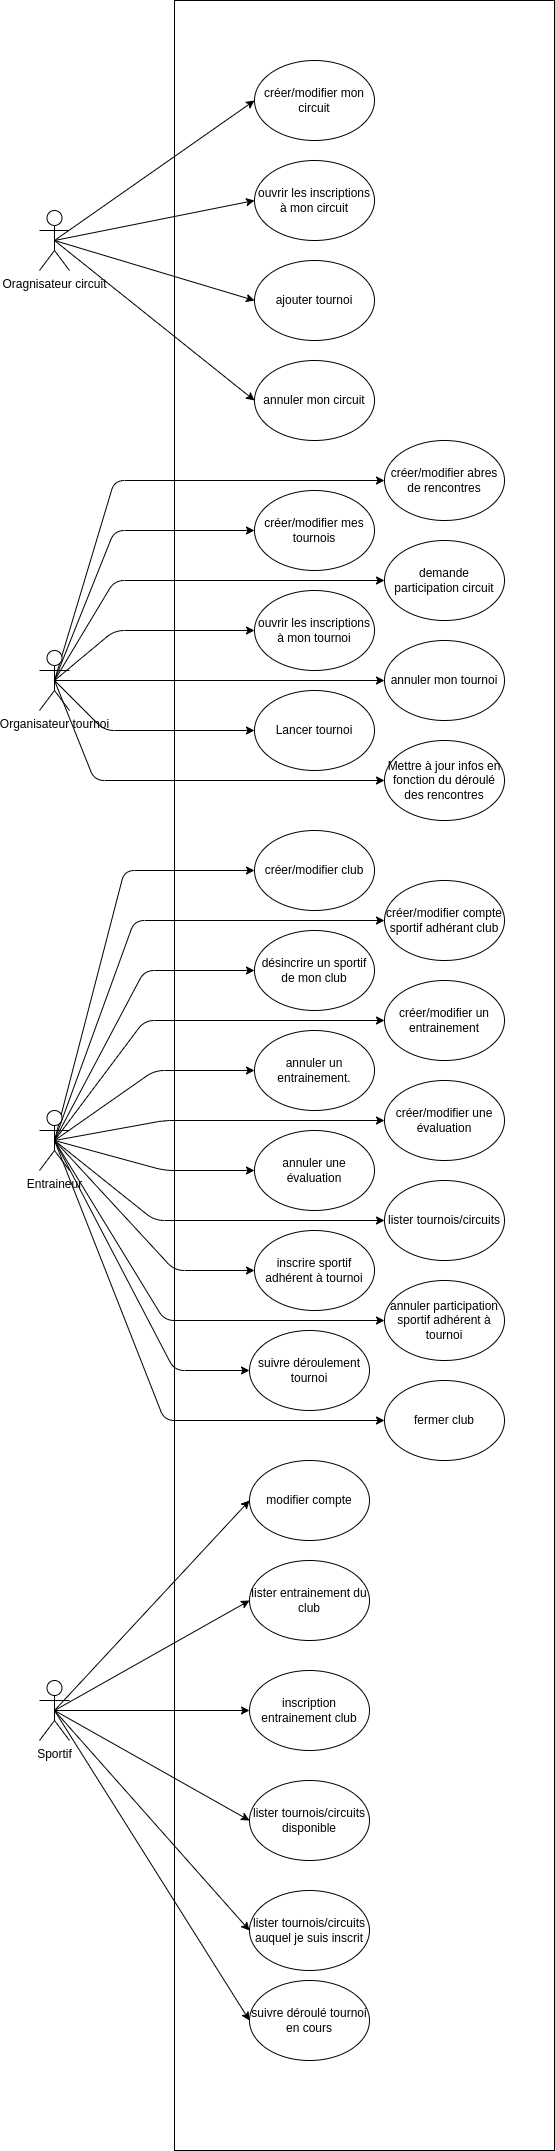 créer/modifier mon
circuit
ouvrir les inscriptions
à mon circuit
Oragnisateur circuit
ajouter tournoi
annuler mon circuit
créer/modifier abres
de rencontres
créer/modifier mes
tournois
demande
participation circuit
ouvrir les inscriptions
à mon tournoi
annuler mon tournoi
Organisateur tournoi
Lancer tournoi
Mettre à jour infos en
fonction du déroulé
des rencontres
créer/modifier club
créer/modifier compte
sportif adhérant club
désincrire un sportif
de mon club
créer/modifier un
entrainement
annuler un
entrainement.
créer/modifier une
évaluation
annuler une
évaluation
Entraineur
lister tournois/circuits
inscrire sportif
adhérent à tournoi
annuler participation
sportif adhérent à
tournoi
suivre déroulement
tournoi
fermer club
modifier compte
lister entrainement du
club
inscription
entrainement club
Sportif
lister tournois/circuits
disponible
lister tournois/circuits
auquel je suis inscrit
suivre déroulé tournoi
en cours